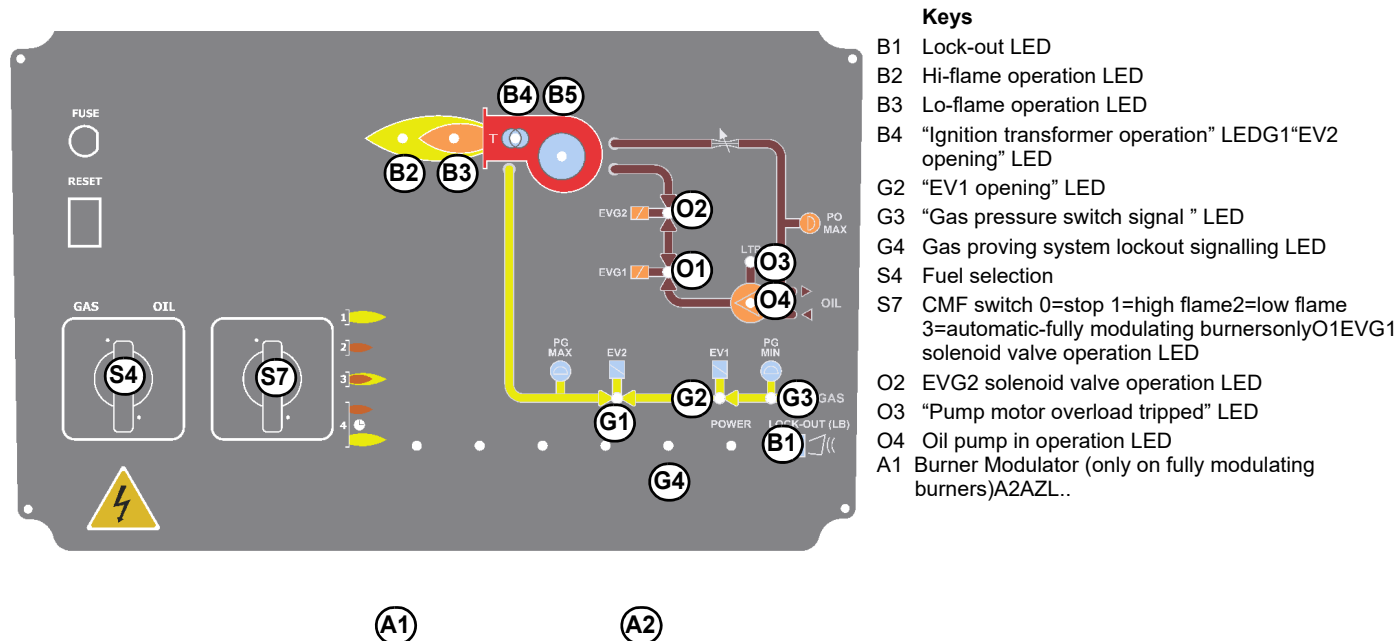 FUSE
RESET
GAS
OIL
S4
S7
1
2
3
4
B4
B5
T
B2
B3
EVG2
O2
PO
MAX
LTP
O3
EVG1
O1
O4
OIL
PG
MAX
EV2
EV1
PG
MIN
G2
G3
GAS
G1
POWER
LOCK-OUT (LB)
B1
G4
A1
A2
Keys
B1 Lock-out LED
B2 Hi-flame operation LED
B3 Lo-flame operation LED
B4 “Ignition transformer operation” LEDG1“EV2
opening” LED
G2 “EV1 opening” LED
G3 “Gas pressure switch signal ” LED
G4 Gas proving system lockout signalling LED
S4 Fuel selection
S7 CMF switch 0=stop 1=high flame2=low flame
3=automatic-fully modulating burnersonlyO1EVG1
solenoid valve operation LED
O2 EVG2 solenoid valve operation LED
O3 “Pump motor overload tripped” LED
O4 Oil pump in operation LED
A1 Burner Modulator (only on fully modulating
burners)A2AZL..